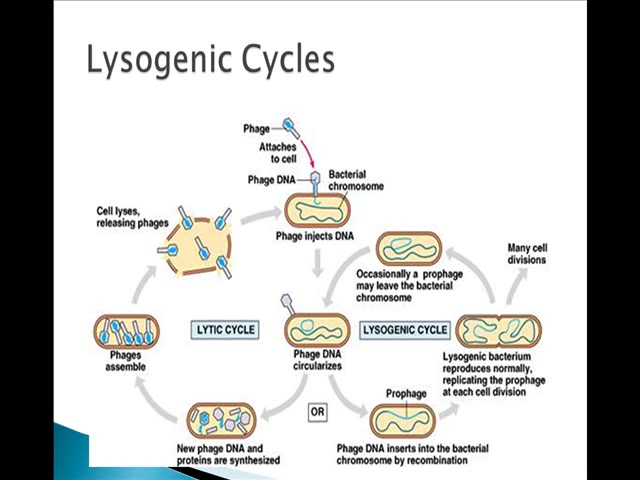 Lysogenic Cycles
Phage
Attaches
to cell
Phage DNA
Bacterial
chromosome
Cell lyses,
releasing phages
Phage injects DNA
Many cell
divisions
Occasionally a prophage
may leave the bacterial
chromosome
LYTIC CYCLE
LYSOGENIC CYCLE
Phages
assemble
Phage DNA
circularizes
Lysogenic bacterium
reproduces normally,
replicating the prophage
at each cell division
Prophage
OR
New phage DNA and
proteins are synthesized
Phage DNA inserts into the bacterial
chromosome by recombination